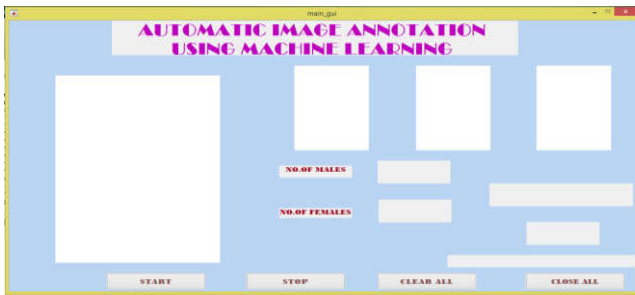 main_gui
AUTOMATIC IMAGE ANNOTATION
USING MACHINE LEARNING
NO.OF MALES
NO.OF FEMALES
START
STOP
CLEAR ALL
CLOSE ALL